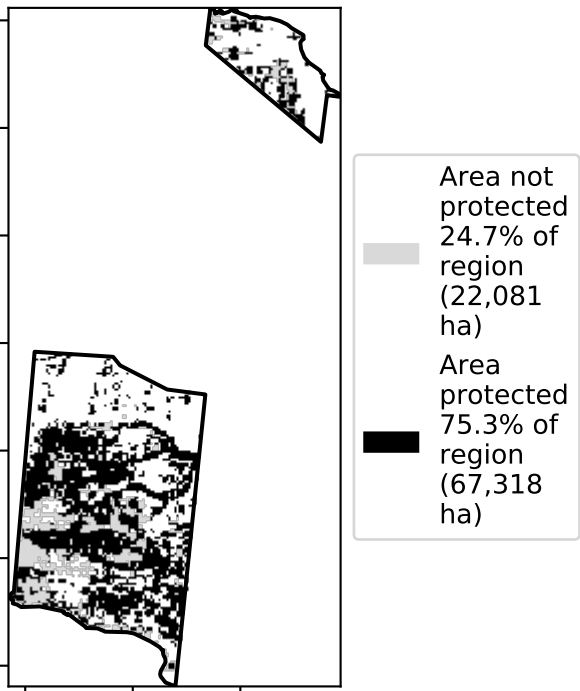 Area not
protected
24.7% of
region
(22,081
ha)
Area
protected
75.3% of
region
(67,318
ha)